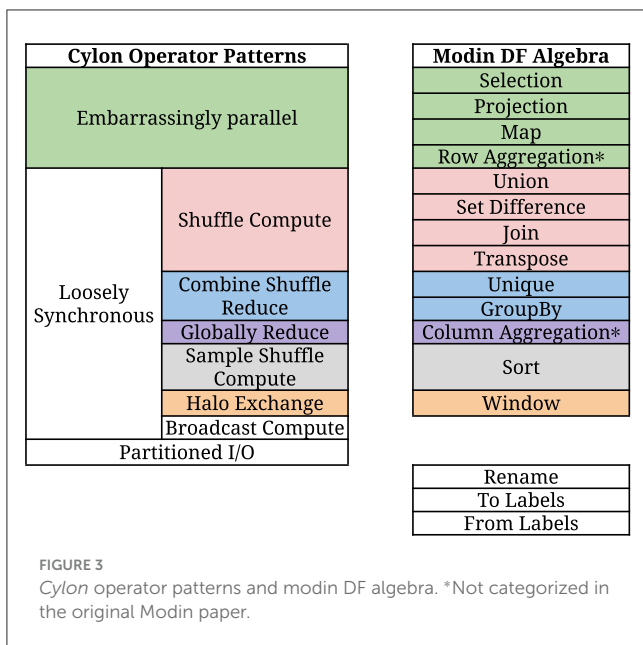 Cylon Operator Patterns
Embarrassingly parallel
Loosely
Synchronous
Shuffle Compute
Combine Shuffle
Reduce
Globally Reduce
Sample Shuffle
Compute
Halo Exchange
Broadcast Compute
Partitioned I/O
Modin DF Algebra
Selection
Projection
Map
Row Aggregation*
Union
Set Difference
Join
Transpose
Unique
GroupBy
Column Aggregation*
Sort
Window
Rename
To Labels
From Labels
FIGURE 3
Cylon operator patterns and modin DF algebra. *Not categorized in
the original Modin paper.